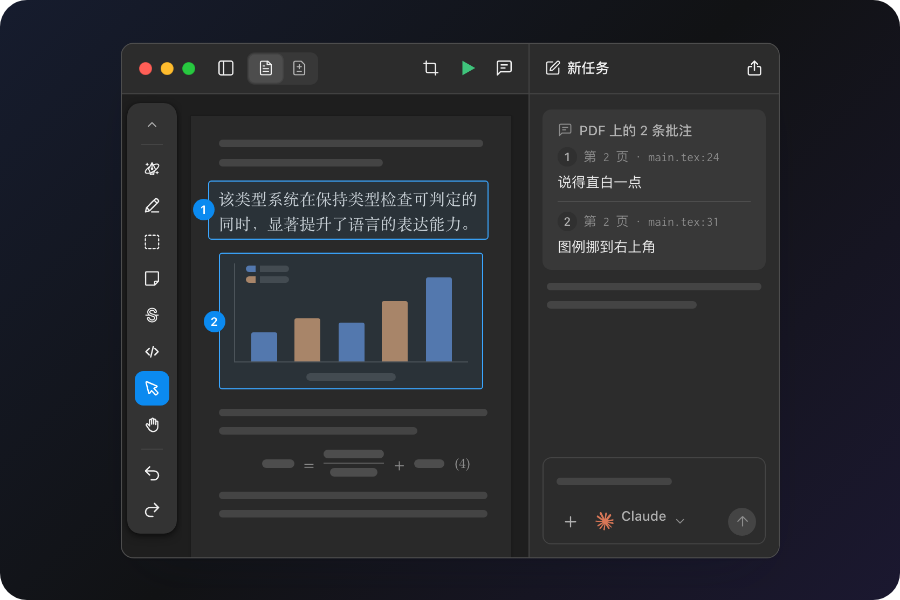 新任务
1
该类型系统在保持类型检查可判定的
同时，显著提升了语言的表达能力。
2
= + (4)
PDF 上的 2 条批注
1 第 2 页 · main.tex:24
说得直白一点
2 第 2 页 · main.tex:31
图例挪到右上角
Claude